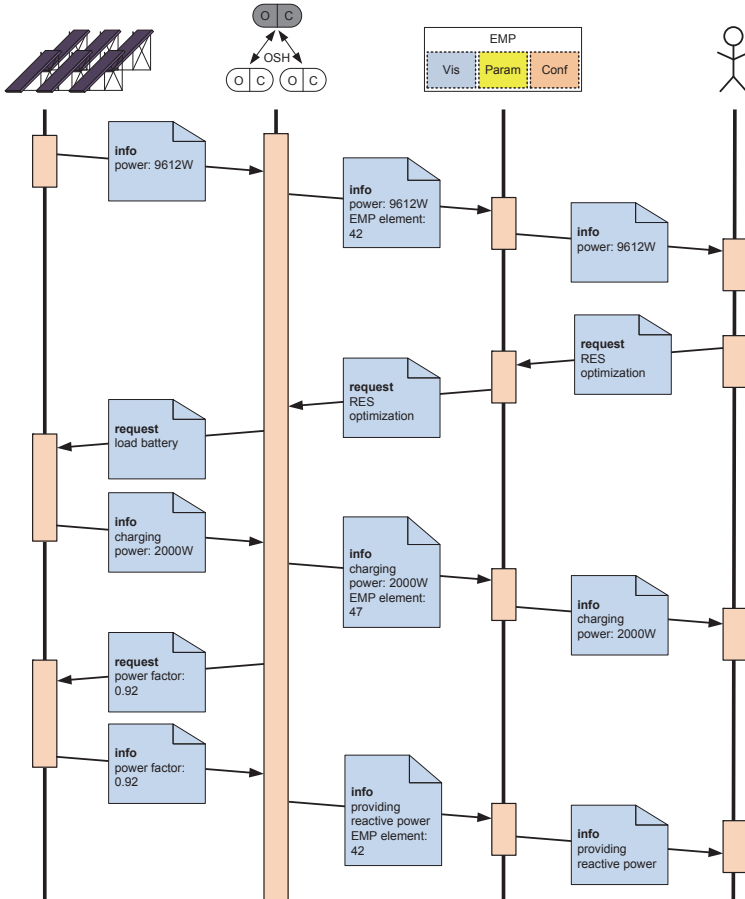 O C
OSH
O C O C
EMP
Vis Param Conf
info
power: 9612W
info
power: 9612W
EMP element:
42
info
power: 9612W
request
RES
optimization
request
RES
optimization
request
load battery
info
charging
power: 2000W
info
charging
power: 2000W
EMP element:
47
info
charging
power: 2000W
request
power factor:
0.92
info
power factor:
0.92
info
providing
reactive power
EMP element:
42
info
providing
reactive power